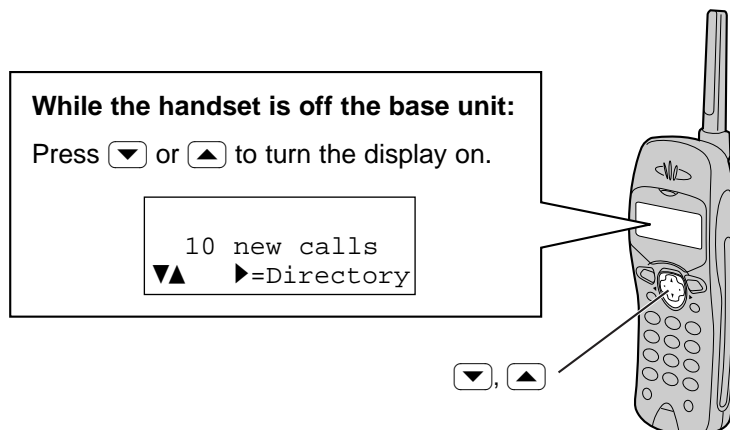 While the handset is off the base unit:
Press ▼ or ▲ to turn the display on.
10 new calls
▼▲ ▶=Directory
▼, ▲